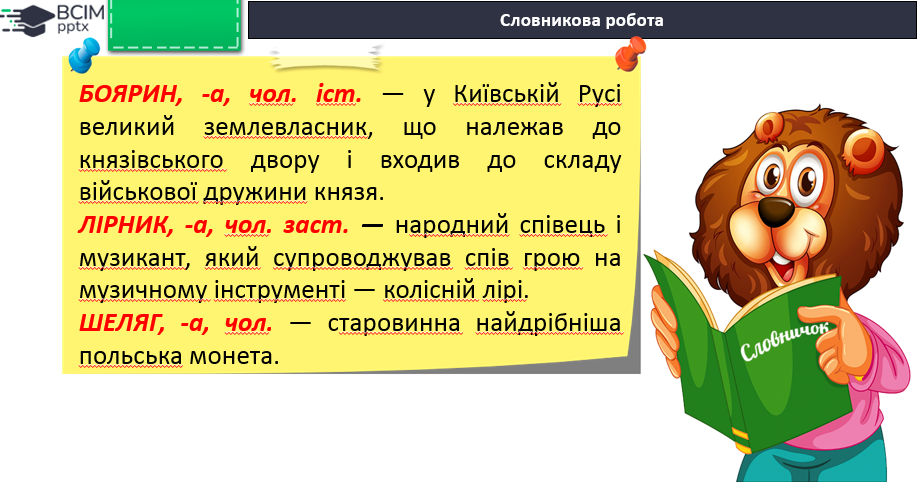 ВСІМ
pptx
Словникова робота
БОЯРИН, -а, чол. іст. — у Київській Русі
великий землевласник, що належав до
князівського двору і входив до складу
військової дружини князя.
ЛІРНИК, -а, чол. заст. — народний співець і
музикант, який супроводжував спів грою на
музичному інструменті — колісній лірі.
ШЕЛЯГ, -а, чол. — старовинна найдрібніша
польська монета.
Словничок